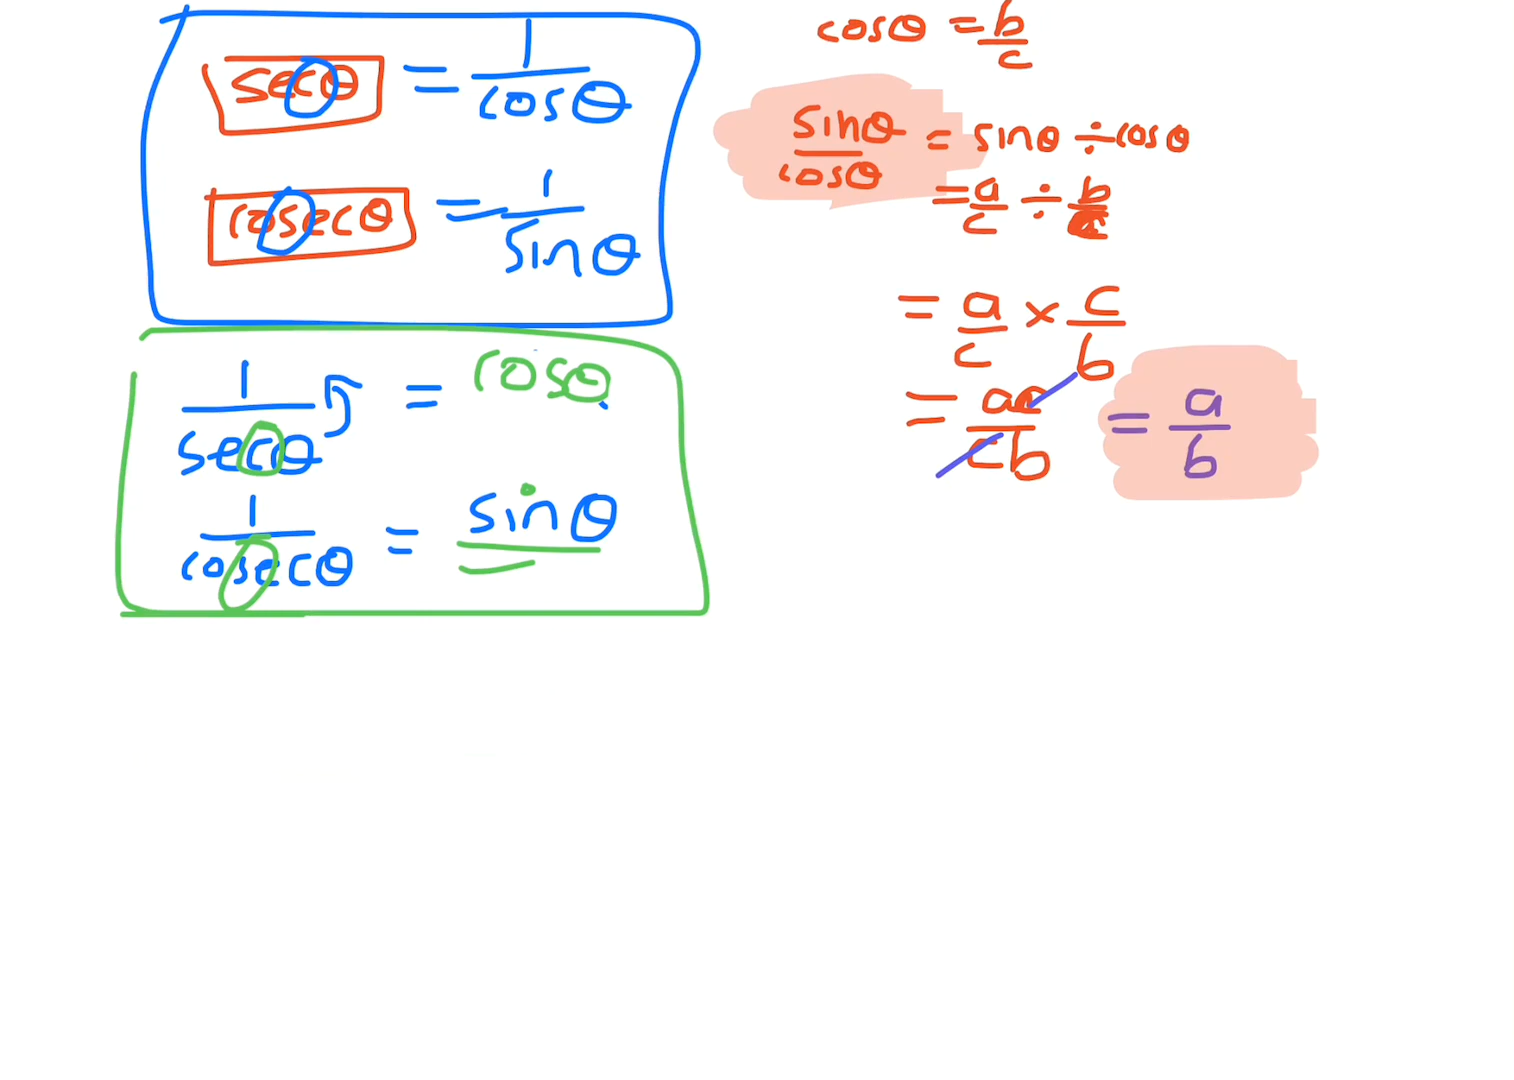 secθ = 1/cosθ
cosecθ = 1/sinθ
1/secθ = cosθ
1/cosecθ = sinθ
cosθ = b/c
sinθ/cosθ = sinθ ÷ cosθ
= a/c ÷ b/c
= a/c × c/b
= ac/cb = a/b